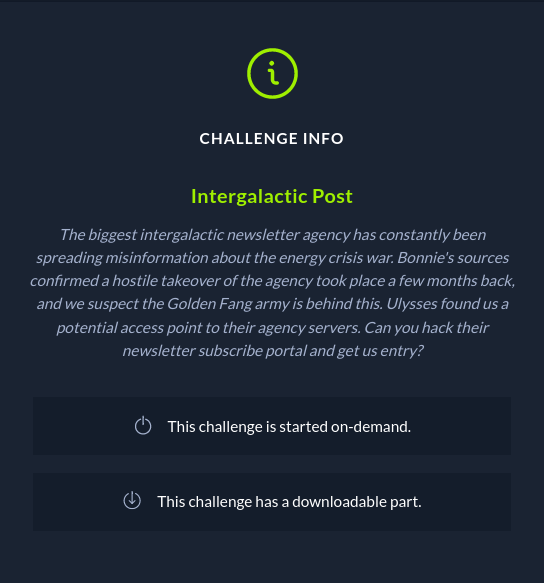 CHALLENGE INFO
Intergalactic Post
The biggest intergalactic newsletter agency has constantly been
spreading misinformation about the energy crisis war. Bonnie's sources
confirmed a hostile takeover of the agency took place a few months back,
and we suspect the Golden Fang army is behind this. Ulysses found us a
potential access point to their agency servers. Can you hack their
newsletter subscribe portal and get us entry?
This challenge is started on-demand.
This challenge has a downloadable part.